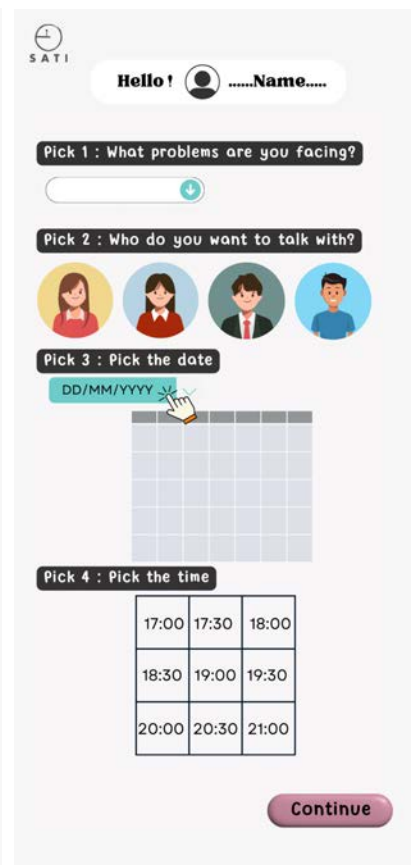 SATI
Hello ! ......Name.....
Pick 1 : What problems are you facing?
Pick 2 : Who do you want to talk with?
Pick 3 : Pick the date
DD/MM/YYYY
Pick 4 : Pick the time
17:00 17:30 18:00
18:30 19:00 19:30
20:00 20:30 21:00
Continue